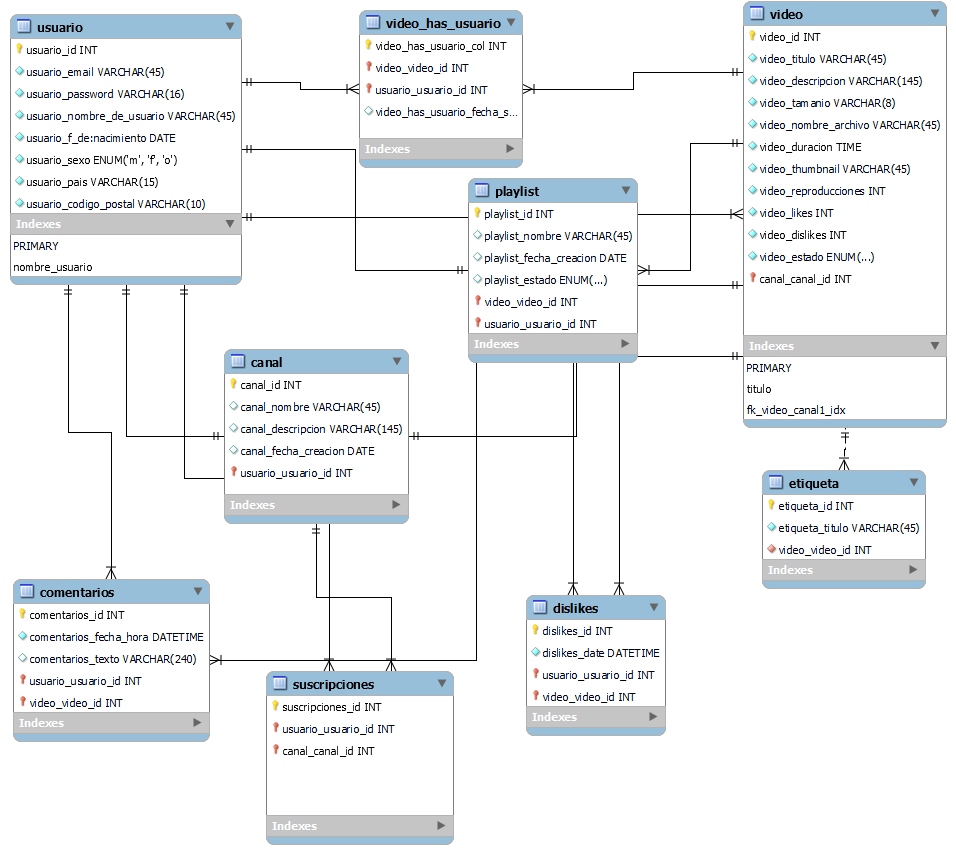 usuario
usuario_id INT
usuario_email VARCHAR(45)
usuario_password VARCHAR(16)
usuario_nombre_de_usuario VARCHAR(45)
usuario_f_de:nacimiento DATE
usuario_sexo ENUM('m', 'f', 'o')
usuario_pais VARCHAR(15)
usuario_codigo_postal VARCHAR(10)
Indexes
PRIMARY
nombre_usuario
video_has_usuario
video_has_usuario_col INT
video_video_id INT
usuario_usuario_id INT
video_has_usuario_fecha_s...
Indexes
video
video_id INT
video_titulo VARCHAR(45)
video_descripcion VARCHAR(145)
video_tamanio VARCHAR(8)
video_nombre_archivo VARCHAR(45)
video_duracion TIME
video_thumbnail VARCHAR(45)
video_reproducciones INT
video_likes INT
video_dislikes INT
video_estado ENUM(...)
canal_canal_id INT
Indexes
PRIMARY
titulo
fk_video_canal1_idx
playlist
playlist_id INT
playlist_nombre VARCHAR(45)
playlist_fecha_creacion DATE
playlist_estado ENUM(...)
video_video_id INT
usuario_usuario_id INT
Indexes
canal
canal_id INT
canal_nombre VARCHAR(45)
canal_descripcion VARCHAR(145)
canal_fecha_creacion DATE
usuario_usuario_id INT
Indexes
etiqueta
etiqueta_id INT
etiqueta_titulo VARCHAR(45)
video_video_id INT
Indexes
comentarios
comentarios_id INT
comentarios_fecha_hora DATETIME
comentarios_texto VARCHAR(240)
usuario_usuario_id INT
video_video_id INT
Indexes
dislikes
dislikes_id INT
dislikes_date DATETIME
usuario_usuario_id INT
video_video_id INT
Indexes
suscripciones
suscripciones_id INT
usuario_usuario_id INT
canal_canal_id INT
Indexes